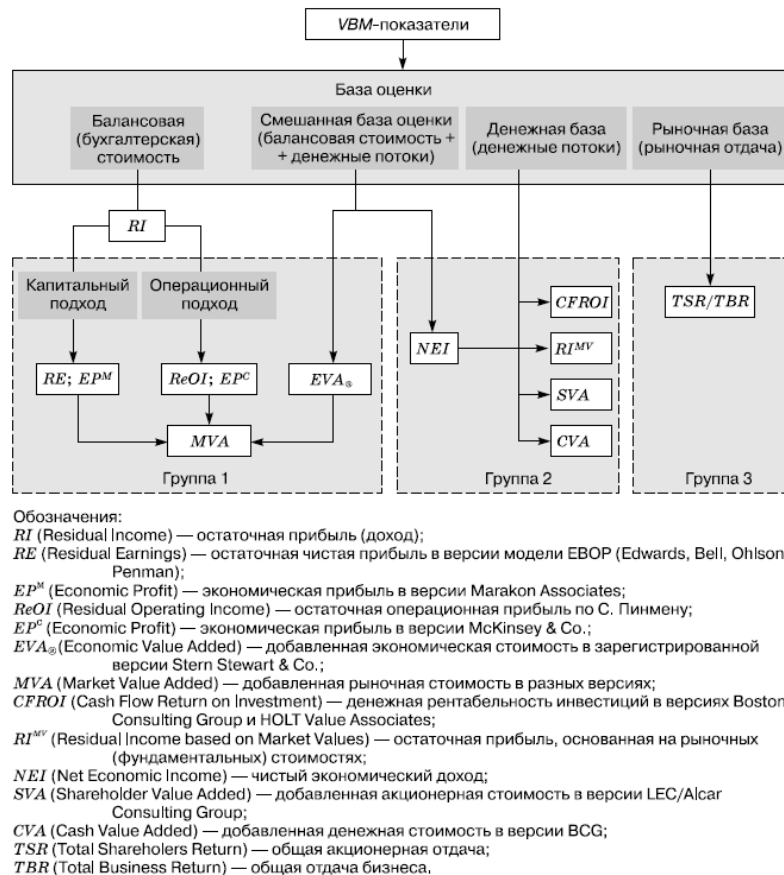 VBM-показатели
База оценки
Балансовая
(бухгалтерская)
стоимость
Смешанная база оценки
(балансовая стоимость +
+ денежные потоки)
Денежная база
(денежные потоки)
Рыночная база
(рыночная отдача)
RI
Капитальный
подход
Операционный
подход
RE; EPᴹ
ReOI; EPᶜ
EVA®
MVA
Группа 1
NEI
CFROI
RIᴹⱽ
SVA
CVA
Группа 2
TSR/TBR
Группа 3
Обозначения:
RI (Residual Income) — остаточная прибыль (доход);
RE (Residual Earnings) — остаточная чистая прибыль в версии модели EBOP (Edwards, Bell, Ohlson
Penman);
EPᴹ (Economic Profit) — экономическая прибыль в версии Marakon Associates;
ReOI (Residual Operating Income) — остаточная операционная прибыль по С. Пинмену;
EPᶜ (Economic Profit) — экономическая прибыль в версии McKinsey & Co.;
EVA® (Economic Value Added) — добавленная экономическая стоимость в зарегистрированной
версии Stern Stewart & Co.;
MVA (Market Value Added) — добавленная рыночная стоимость в разных версиях;
CFROI (Cash Flow Return on Investment) — денежная рентабельность инвестиций в версиях Boston
Consulting Group и HOLT Value Associates;
RIᴹⱽ (Residual Income based on Market Values) — остаточная прибыль, основанная на рыночных
(фундаментальных) стоимостях;
NEI (Net Economic Income) — чистый экономический доход;
SVA (Shareholder Value Added) — добавленная акционерная стоимость в версии LEC/Alcar
Consulting Group;
CVA (Cash Value Added) — добавленная денежная стоимость в версии BCG;
TSR (Total Shareholders Return) — общая акционерная отдача;
TBR (Total Business Return) — общая отдача бизнеса,